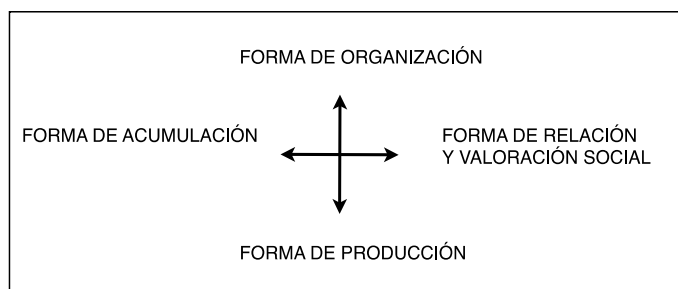 FORMA DE ORGANIZACIÓN
FORMA DE ACUMULACIÓN
FORMA DE RELACIÓN
Y VALORACIÓN SOCIAL
FORMA DE PRODUCCIÓN